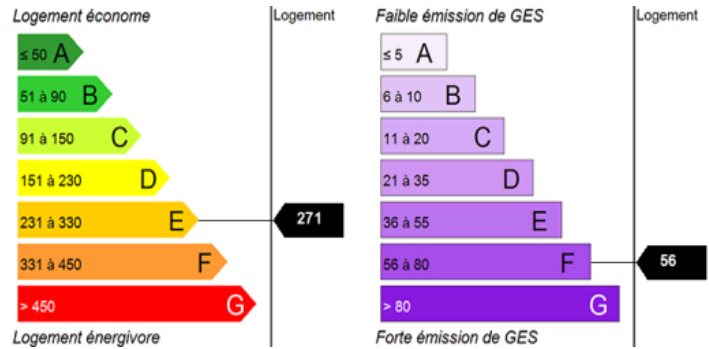 Logement économe
Logement
≤ 50 A
51 à 90 B
91 à 150 C
151 à 230 D
231 à 330 E
271
331 à 450 F
> 450 G
Logement énergivore
Faible émission de GES
Logement
≤ 5 A
6 à 10 B
11 à 20 C
21 à 35 D
36 à 55 E
56 à 80 F
56
> 80 G
Forte émission de GES